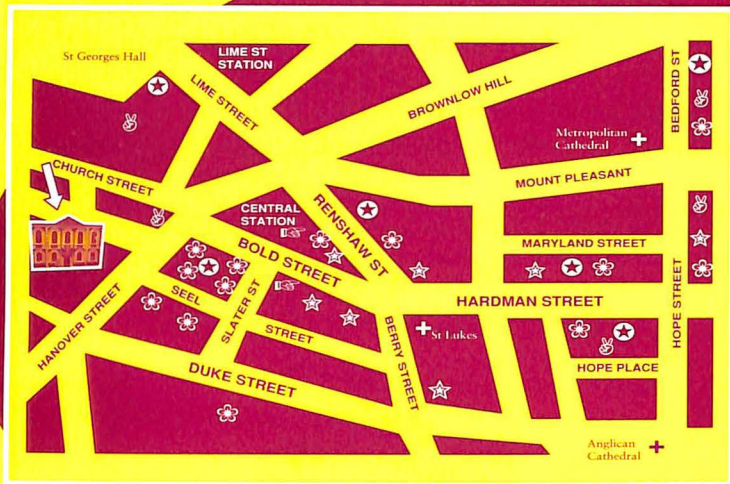 St Georges Hall
LIME ST
STATION
LIME STREET
BROWNLOW HILL
BEDFORD ST
Metropolitan
Cathedral
CHURCH STREET
MOUNT PLEASANT
CENTRAL
STATION
RENSHAW ST
MARYLAND STREET
BOLD STREET
SEEL
STREET
SLATER ST
HARDMAN STREET
HANOVER STREET
BERRY STREET
St Lukes
HOPE STREET
DUKE STREET
HOPE PLACE
Anglican
Cathedral